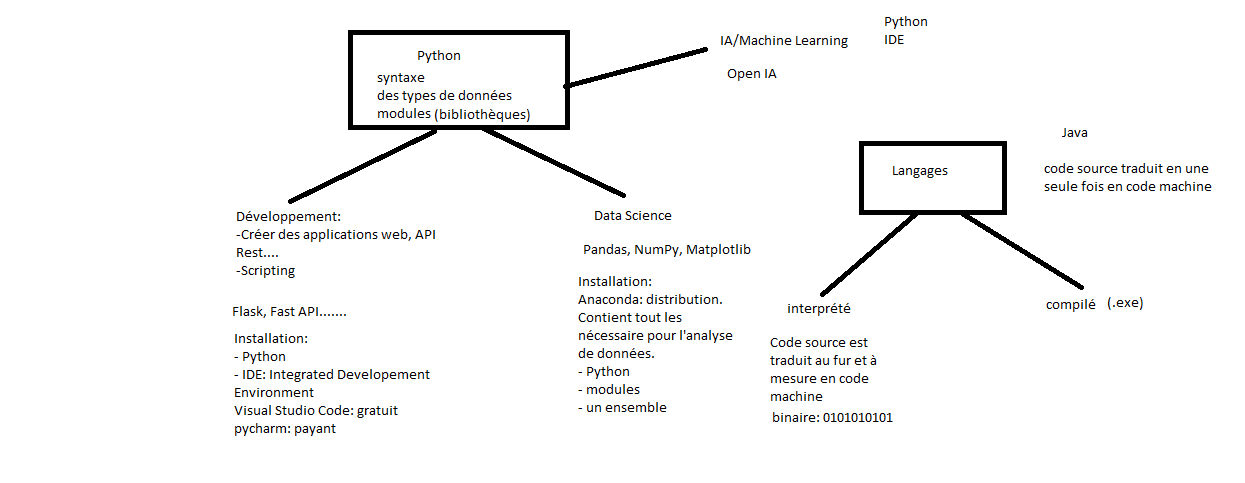 Python
syntaxe
des types de données
modules (bibliothèques)
IA/Machine Learning
Open IA
Python
IDE
Développement:
-Créer des applications web, API
Rest....
-Scripting
Flask, Fast API.......
Installation:
- Python
- IDE: Integrated Developement
Environment
Visual Studio Code: gratuit
pycharm: payant
Data Science
Pandas, NumPy, Matplotlib
Installation:
Anaconda: distribution.
Contient tout les
nécessaire pour l'analyse
de données.
- Python
- modules
- un ensemble
Langages
Java
code source traduit en une
seule fois en code machine
interprété
Code source est
traduit au fur et à
mesure en code
machine
binaire: 0101010101
compilé (.exe)